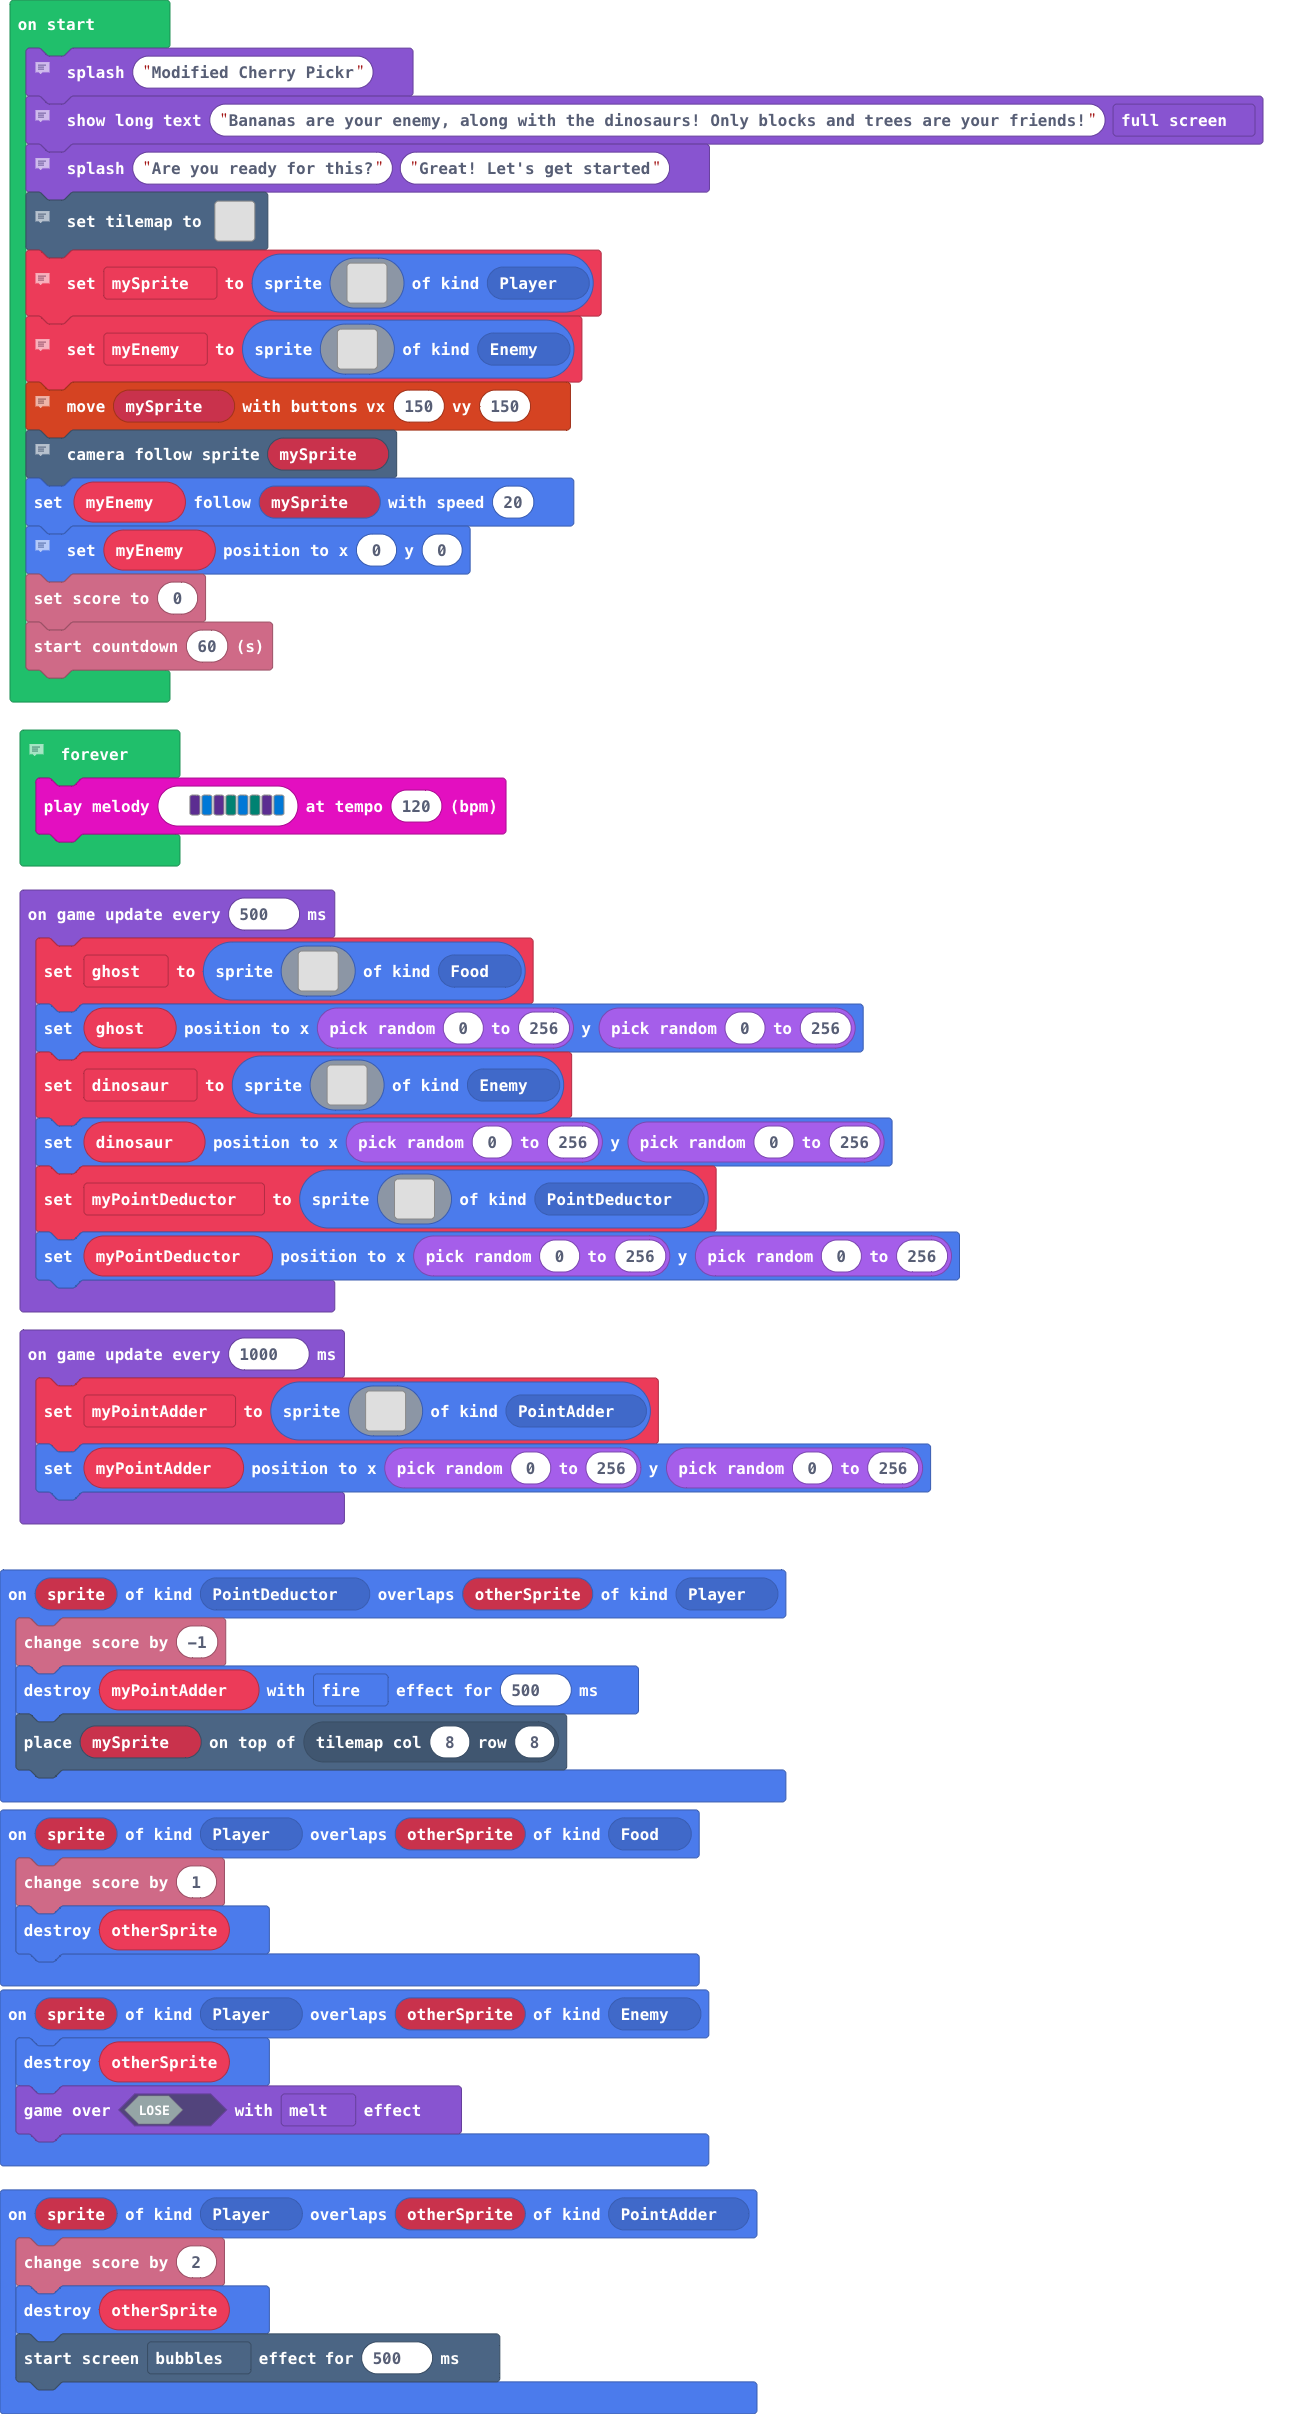 on start
splash "Modified Cherry Pickr"
show long text "Bananas are your enemy, along with the dinosaurs! Only blocks and trees are your friends!" full screen
splash "Are you ready for this?" "Great! Let's get started"
set tilemap to
set mySprite to sprite of kind Player
set myEnemy to sprite of kind Enemy
move mySprite with buttons vx 150 vy 150
camera follow sprite mySprite
set myEnemy follow mySprite with speed 20
set myEnemy position to x 0 y 0
set score to 0
start countdown 60 (s)
forever
play melody at tempo 120 (bpm)
on game update every 500 ms
set ghost to sprite of kind Food
set ghost position to x pick random 0 to 256 y pick random 0 to 256
set dinosaur to sprite of kind Enemy
set dinosaur position to x pick random 0 to 256 y pick random 0 to 256
set myPointDeductor to sprite of kind PointDeductor
set myPointDeductor position to x pick random 0 to 256 y pick random 0 to 256
on game update every 1000 ms
set myPointAdder to sprite of kind PointAdder
set myPointAdder position to x pick random 0 to 256 y pick random 0 to 256
on sprite of kind PointDeductor overlaps otherSprite of kind Player
change score by -1
destroy myPointAdder with fire effect for 500 ms
place mySprite on top of tilemap col 8 row 8
on sprite of kind Player overlaps otherSprite of kind Food
change score by 1
destroy otherSprite
on sprite of kind Player overlaps otherSprite of kind Enemy
destroy otherSprite
game over LOSE with melt effect
on sprite of kind Player overlaps otherSprite of kind PointAdder
change score by 2
destroy otherSprite
start screen bubbles effect for 500 ms